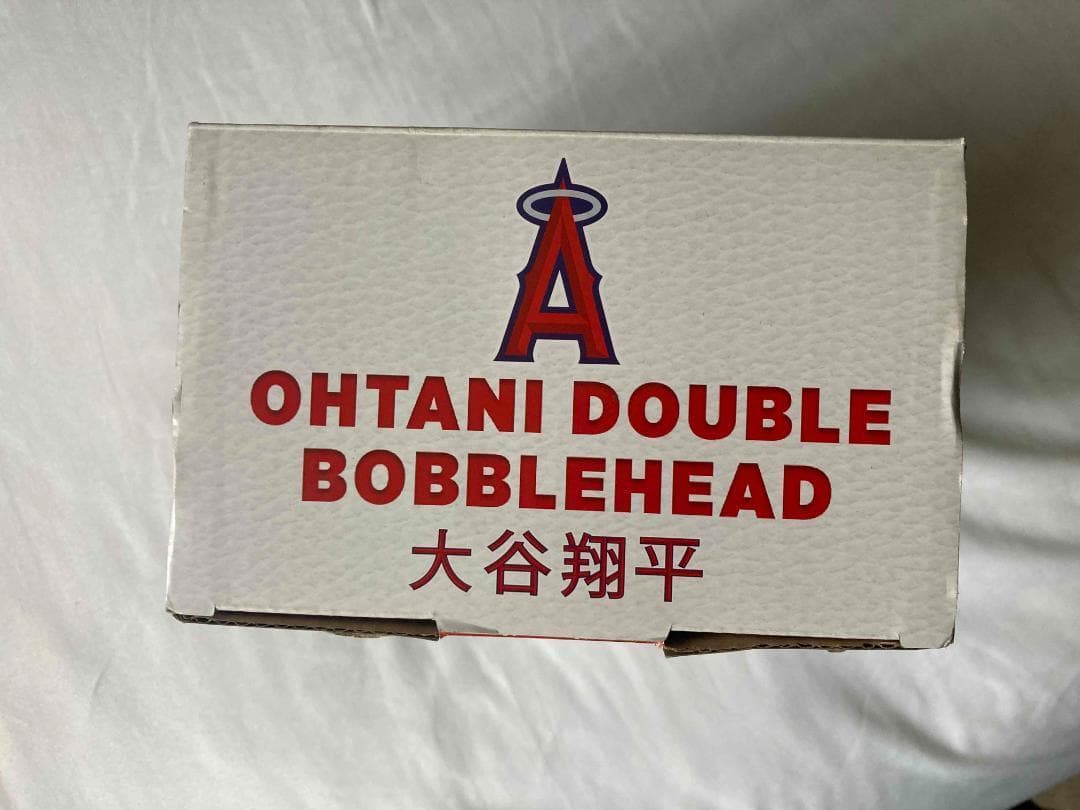 OHTANI DOUBLE
BOBBLEHEAD
大谷翔平